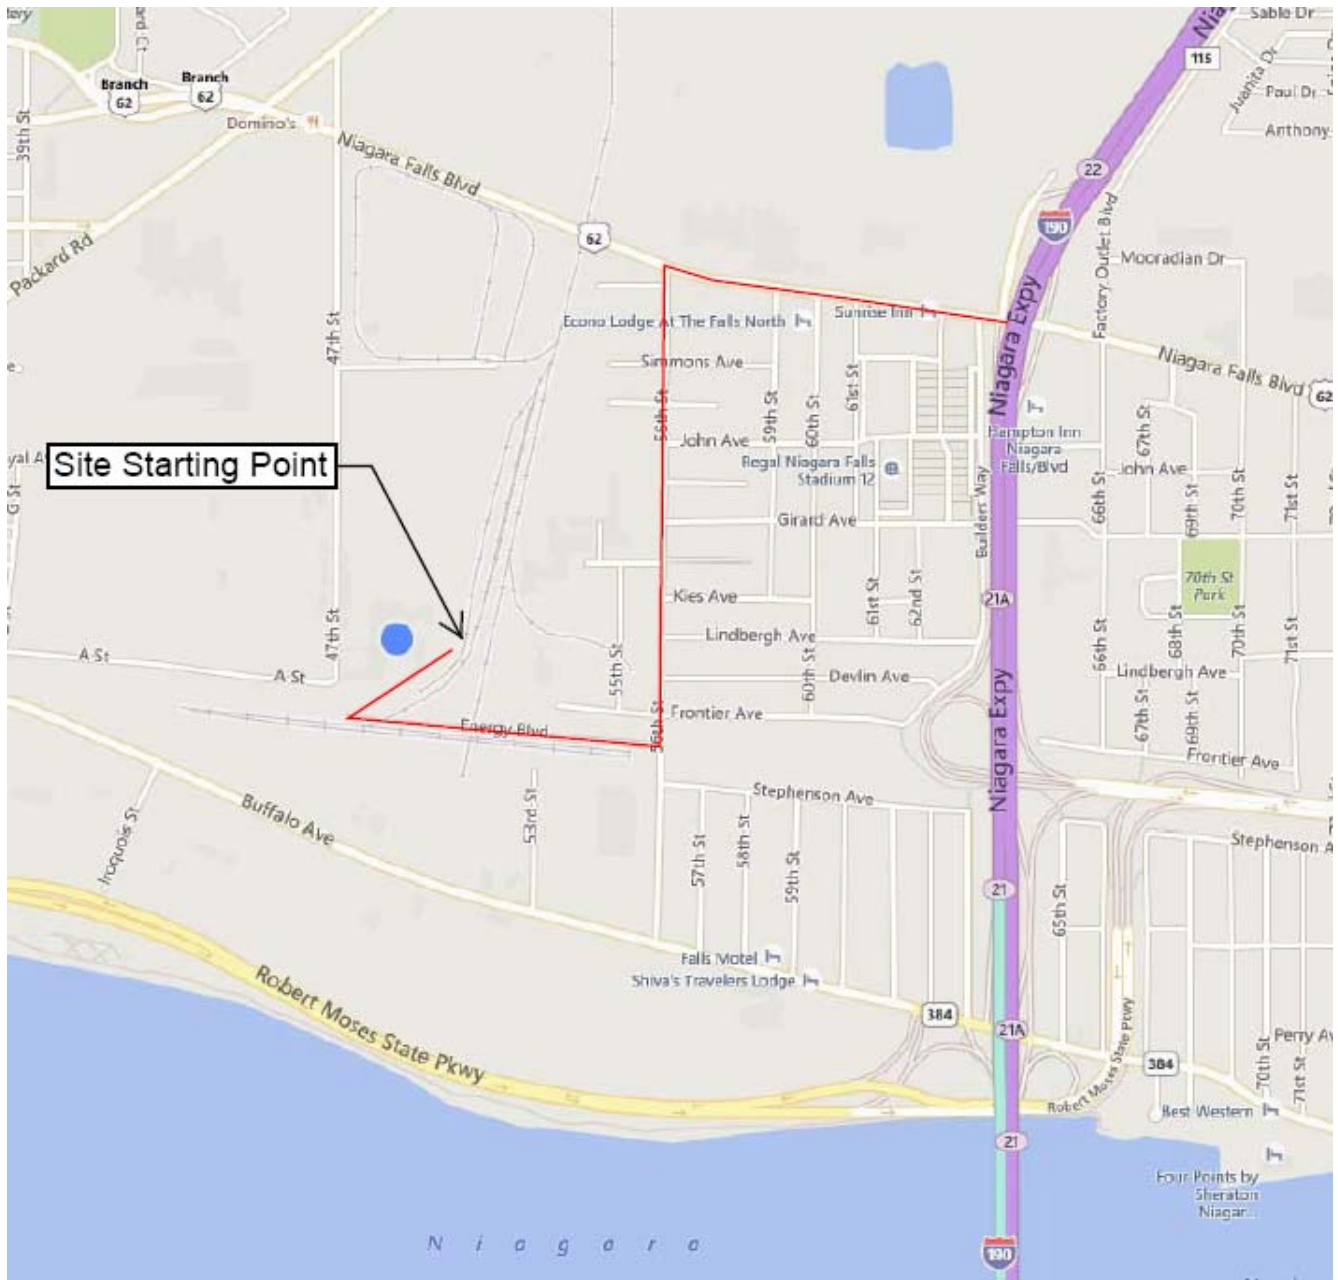 Sable Dr
Nia
115
Juanita Dr
Paul Dr
Anthony
Branch
62
Branch
62
39th St
Domino's
Niagara Falls Blvd
22
190
62
Packard Rd
Factory Outlet Blvd
Mooradian Dr
47th St
Econo Lodge At The Falls North
Sunrise Inn
Niagara Expy
Niagara Falls Blvd
62
Simmons Ave
56th St
59th St
60th St
61st St
Hampton Inn
Niagara
Falls/Blvd
67th St
John Ave
Site Starting Point
Regal Niagara Falls
Stadium 12
John Ave
66th St
69th St
70th St
71st St
G St
Girard Ave
Builders Way
70th St
Park
Kies Ave
61st St
62nd St
21A
47th St
Lindbergh Ave
A St
A St
55th St
60th St
Devlin Ave
66th St
68th St
70th St
71st St
Lindbergh Ave
Niagara Expy
56th St
Frontier Ave
Energy Blvd
67th St
69th St
Frontier Ave
Stephenson Ave
Buffalo Ave
Iroquois St
53rd St
57th St
58th St
59th St
Stephenson A
21
65th St
Falls Motel
Shiva's Travelers Lodge
Robert Moses State Pkwy
384
21A
Robert Moses State Pkwy
384
70th St
71st St
Perry Av
Best Western
21
Four Points by
Sheraton
Niagar...
Niagara
190